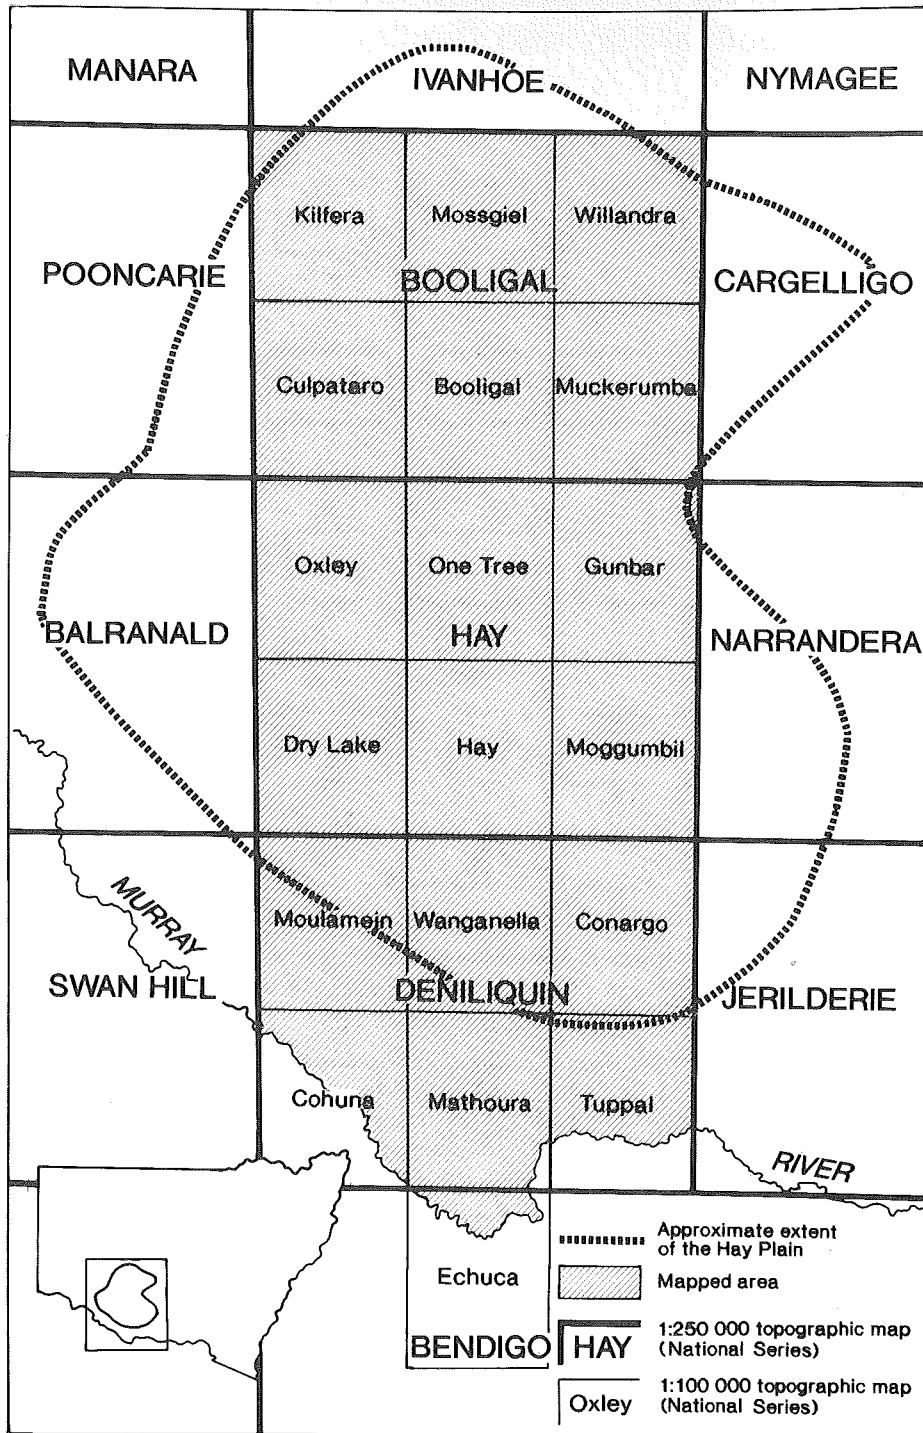 MANARA
IVANHOE
NYMAGEE
Kilfera
Mossgiel
Willandra
POONCARIE
BOOLIGAL
CARGELLIGO
Culpataro
Booligal
Muckerumba
Oxley
One Tree
Gunbar
BALRANALD
HAY
NARRANDERA
Dry Lake
Hay
Moggumbil
MURRAY
Moulamein
Wanganella
Conargo
SWAN HILL
DENILIQUIN
JERILDERIE
Cohuna
Mathoura
Tuppal
RIVER
Echuca
BENDIGO
Approximate extent
of the Hay Plain
Mapped area
HAY
1:250 000 topographic map
(National Series)
Oxley
1:100 000 topographic map
(National Series)